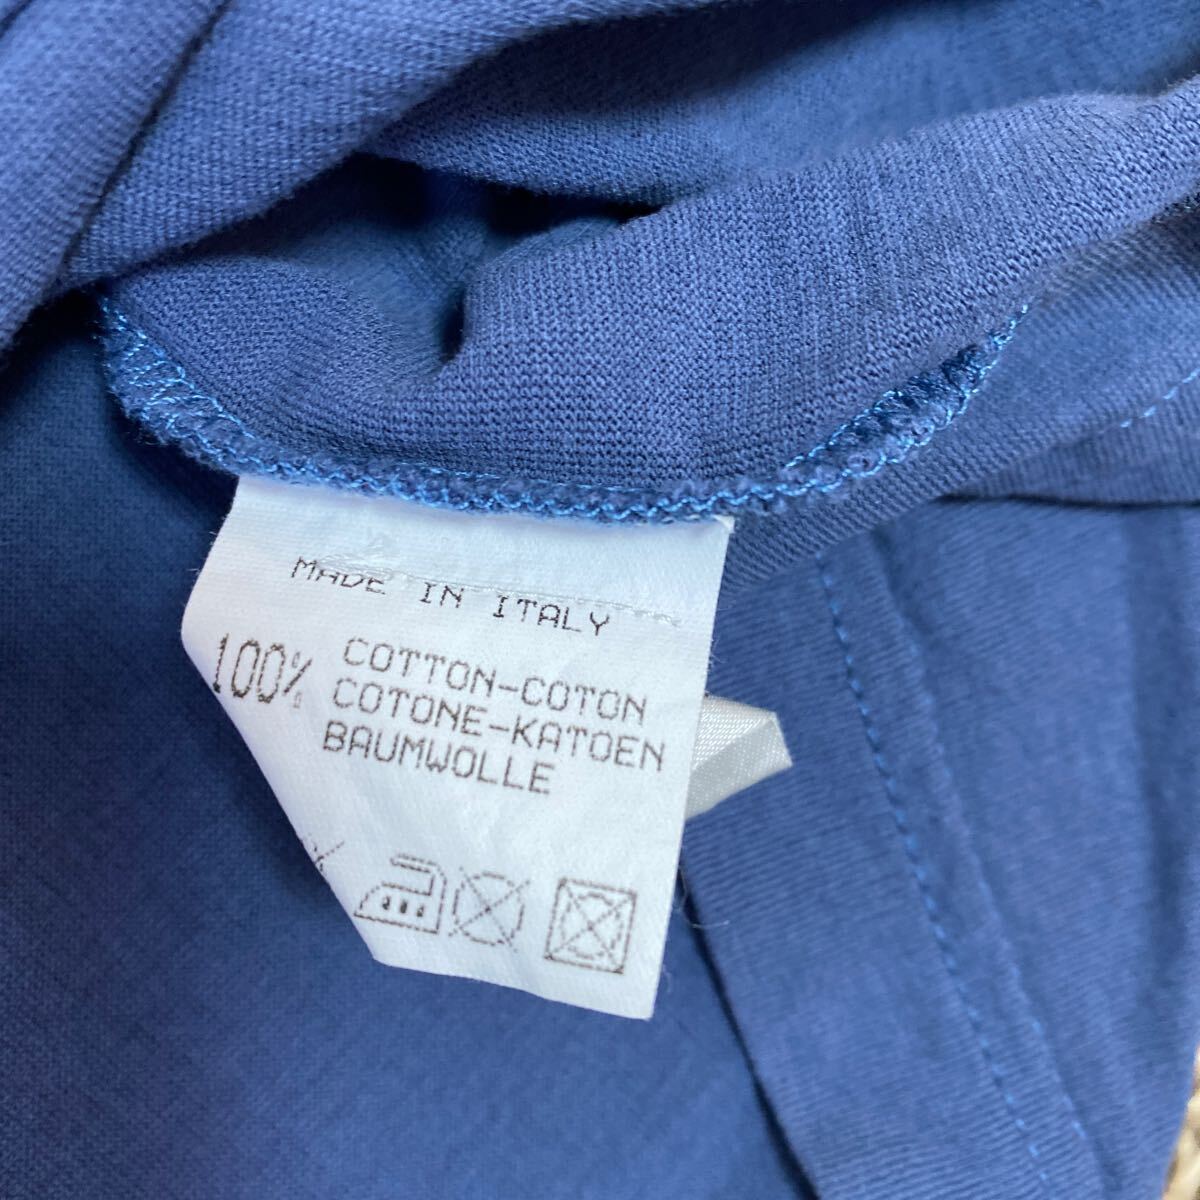 MADE IN ITALY
100% COTTON-COTON
COTONE-KATOEN
BAUMWOLLE